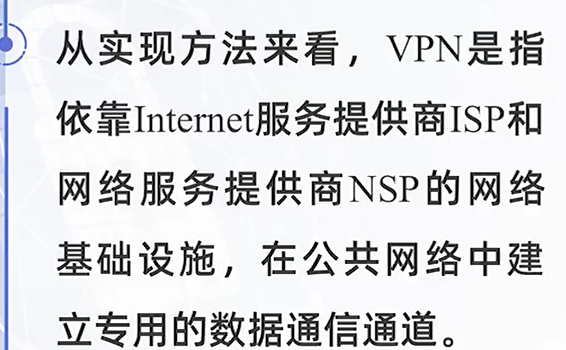 从实现方法来看，VPN是指
依靠Internet服务提供商ISP和
网络服务提供商NSP的网络
基础设施，在公共网络中建
立专用的数据通信通道。